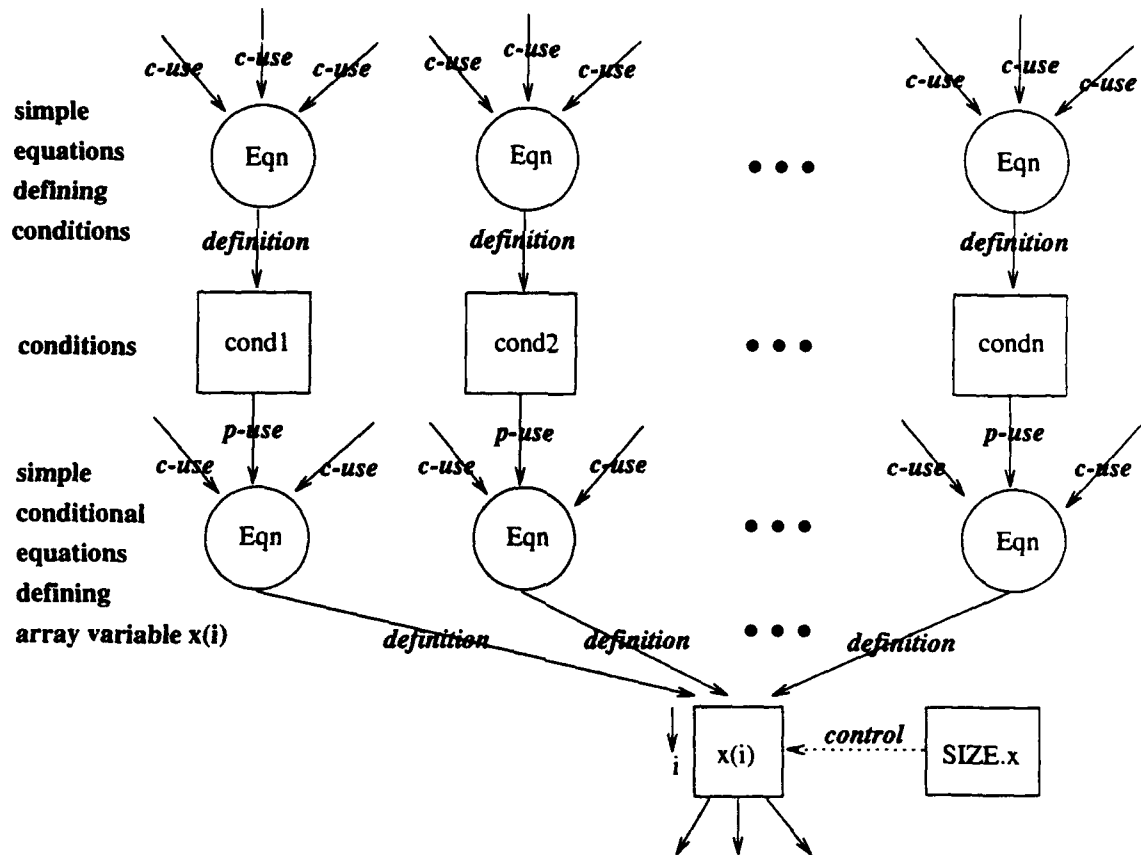 c-use c-use c-use c-use c-use c-use c-use c-use c-use
simple
equations
defining
conditions
Eqn Eqn Eqn
definition definition definition
conditions
cond1 cond2 condn
p-use p-use p-use
c-use c-use c-use c-use c-use c-use
simple
conditional
equations
defining
array variable x(i)
Eqn Eqn Eqn
definition definition definition
i
x(i)
control
SIZE.x